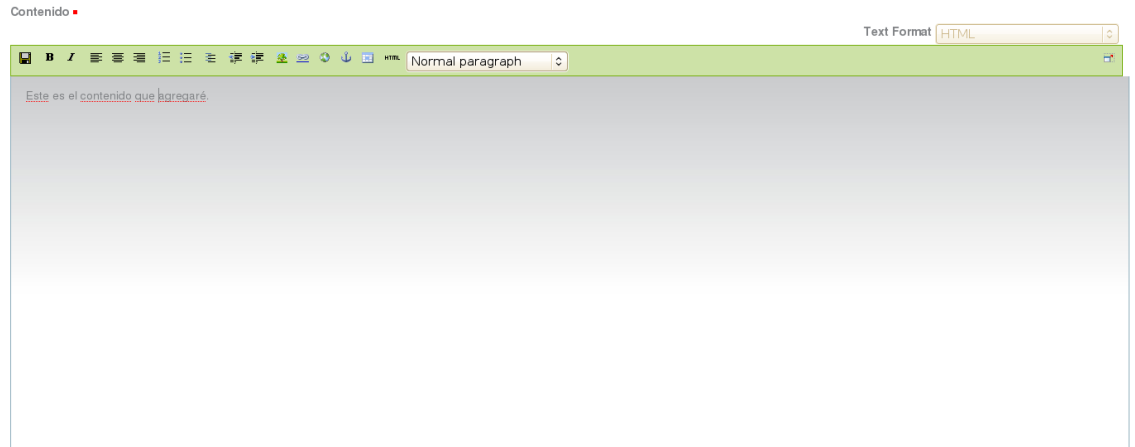 Contenido
Text Format HTML
B I HTML Normal paragraph
Este es el contenido que agregaré.